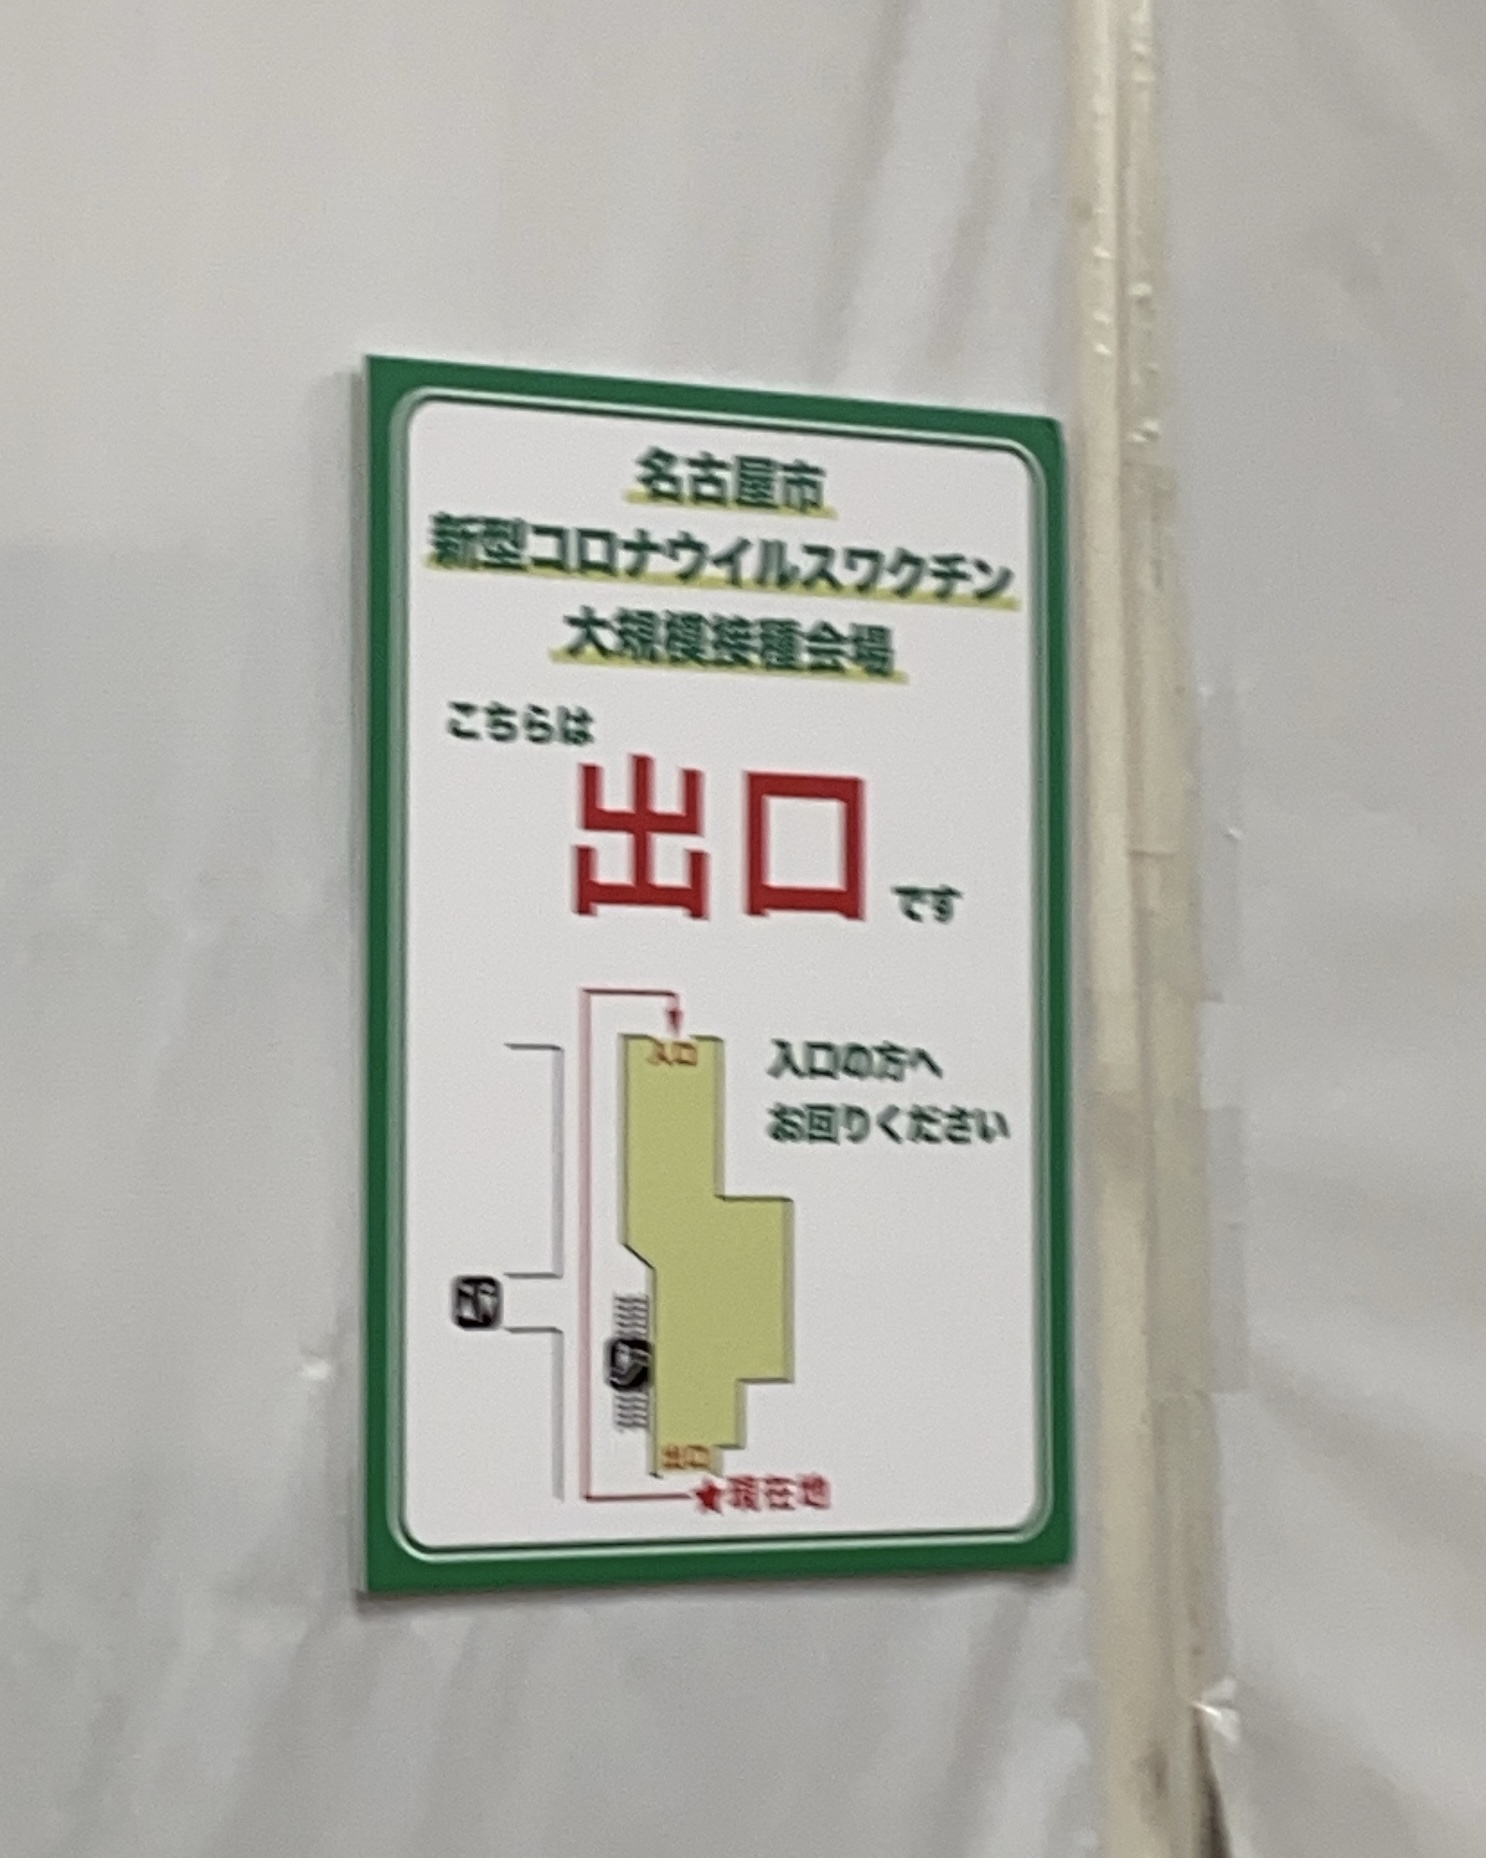 名古屋市
新型コロナウイルスワクチン
大規模接種会場
こちらは
出口です
入口
入口の方へ
お回りください
出口
★現在地